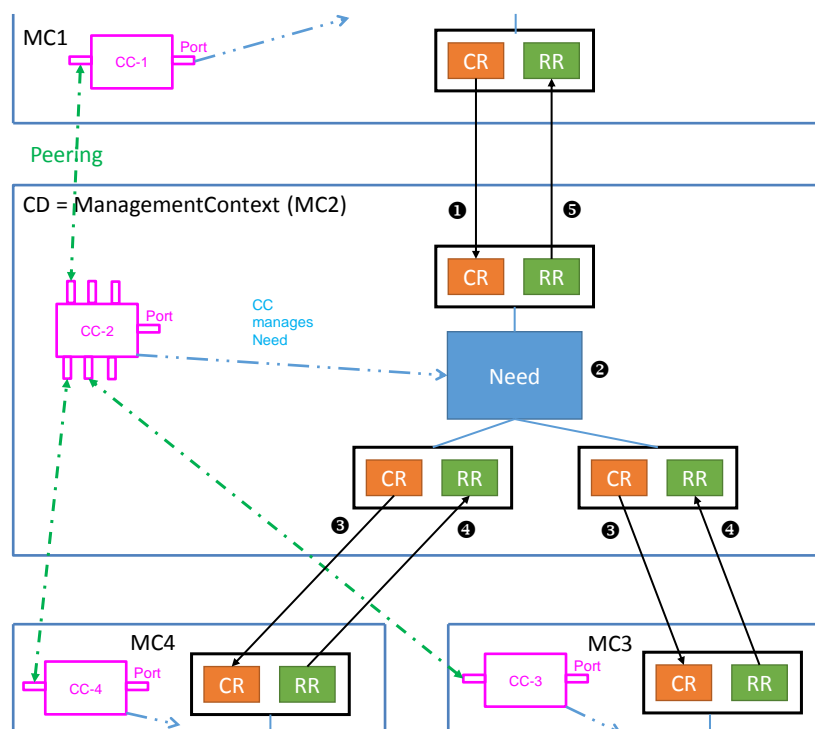 MC1
Port
CC-1
CR
RR
Peering
CD = ManagementContext (MC2)
❶
❺
CR
RR
CC
manages
Need
Port
CC-2
Need
❷
CR
RR
CR
RR
❸
❹
❸
❹
MC4
MC3
Port
CC-4
CR
RR
Port
CC-3
CR
RR